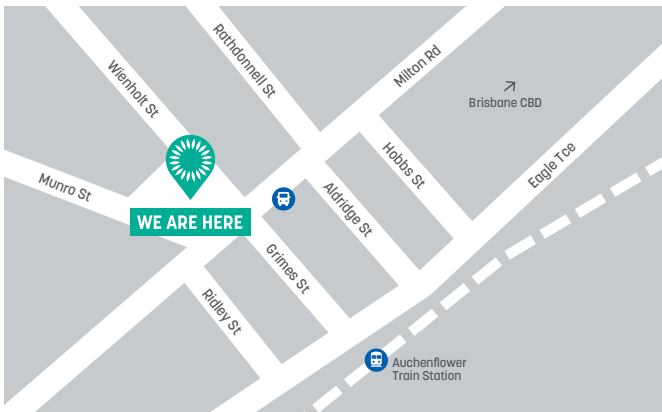 Rathdonnell St
Wienholt St
Milton Rd
Brisbane CBD
Hobbs St
Eagle Tce
Munro St
Aldridge St
WE ARE HERE
Grimes St
Ridley St
Auchenflower
Train Station